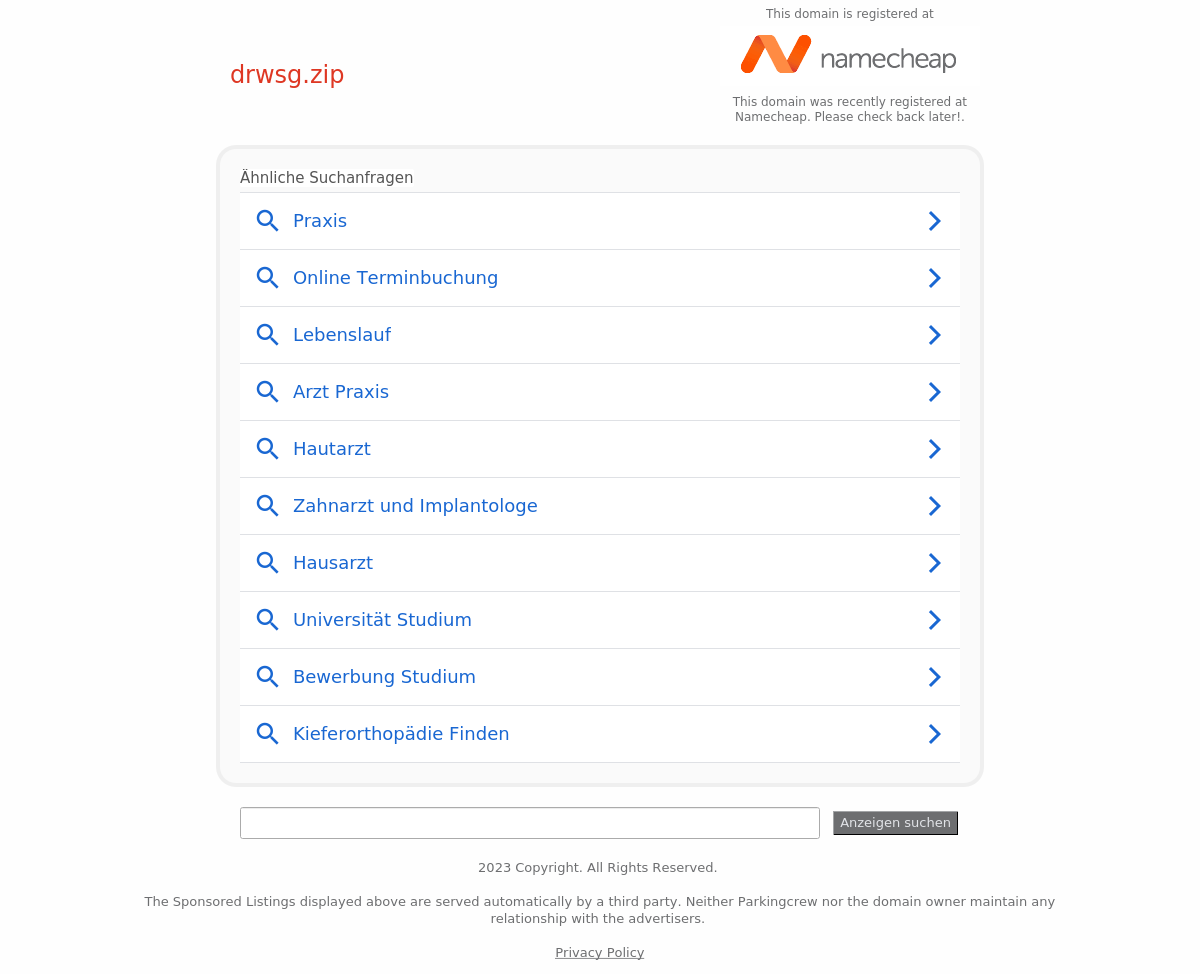 This domain is registered at
namecheap
drwsg.zip
This domain was recently registered at
Namecheap. Please check back later!.
Ähnliche Suchanfragen
Praxis
Online Terminbuchung
Lebenslauf
Arzt Praxis
Hautarzt
Zahnarzt und Implantologe
Hausarzt
Universität Studium
Bewerbung Studium
Kieferorthopädie Finden
Anzeigen suchen
2023 Copyright. All Rights Reserved.
The Sponsored Listings displayed above are served automatically by a third party. Neither Parkingcrew nor the domain owner maintain any
relationship with the advertisers.
Privacy Policy